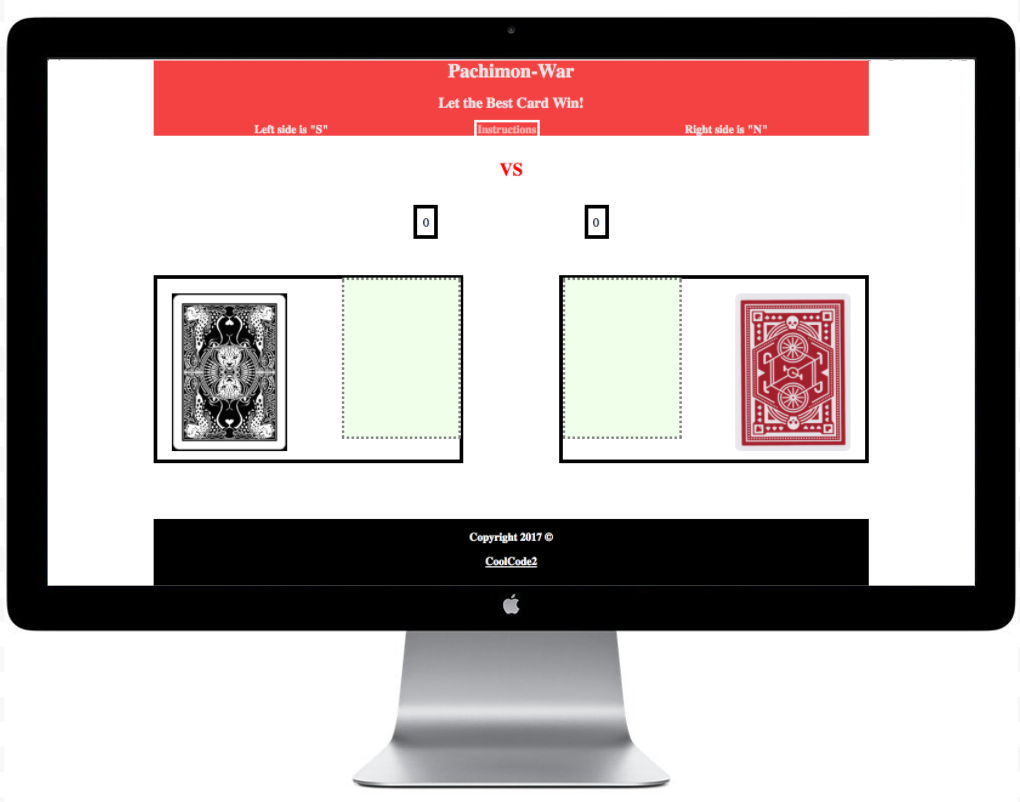 Pachimon-War
Let the Best Card Win!
Left side is "S" Instructions Right side is "N"
VS
0 0
Copyright 2017 ©
CoolCode2